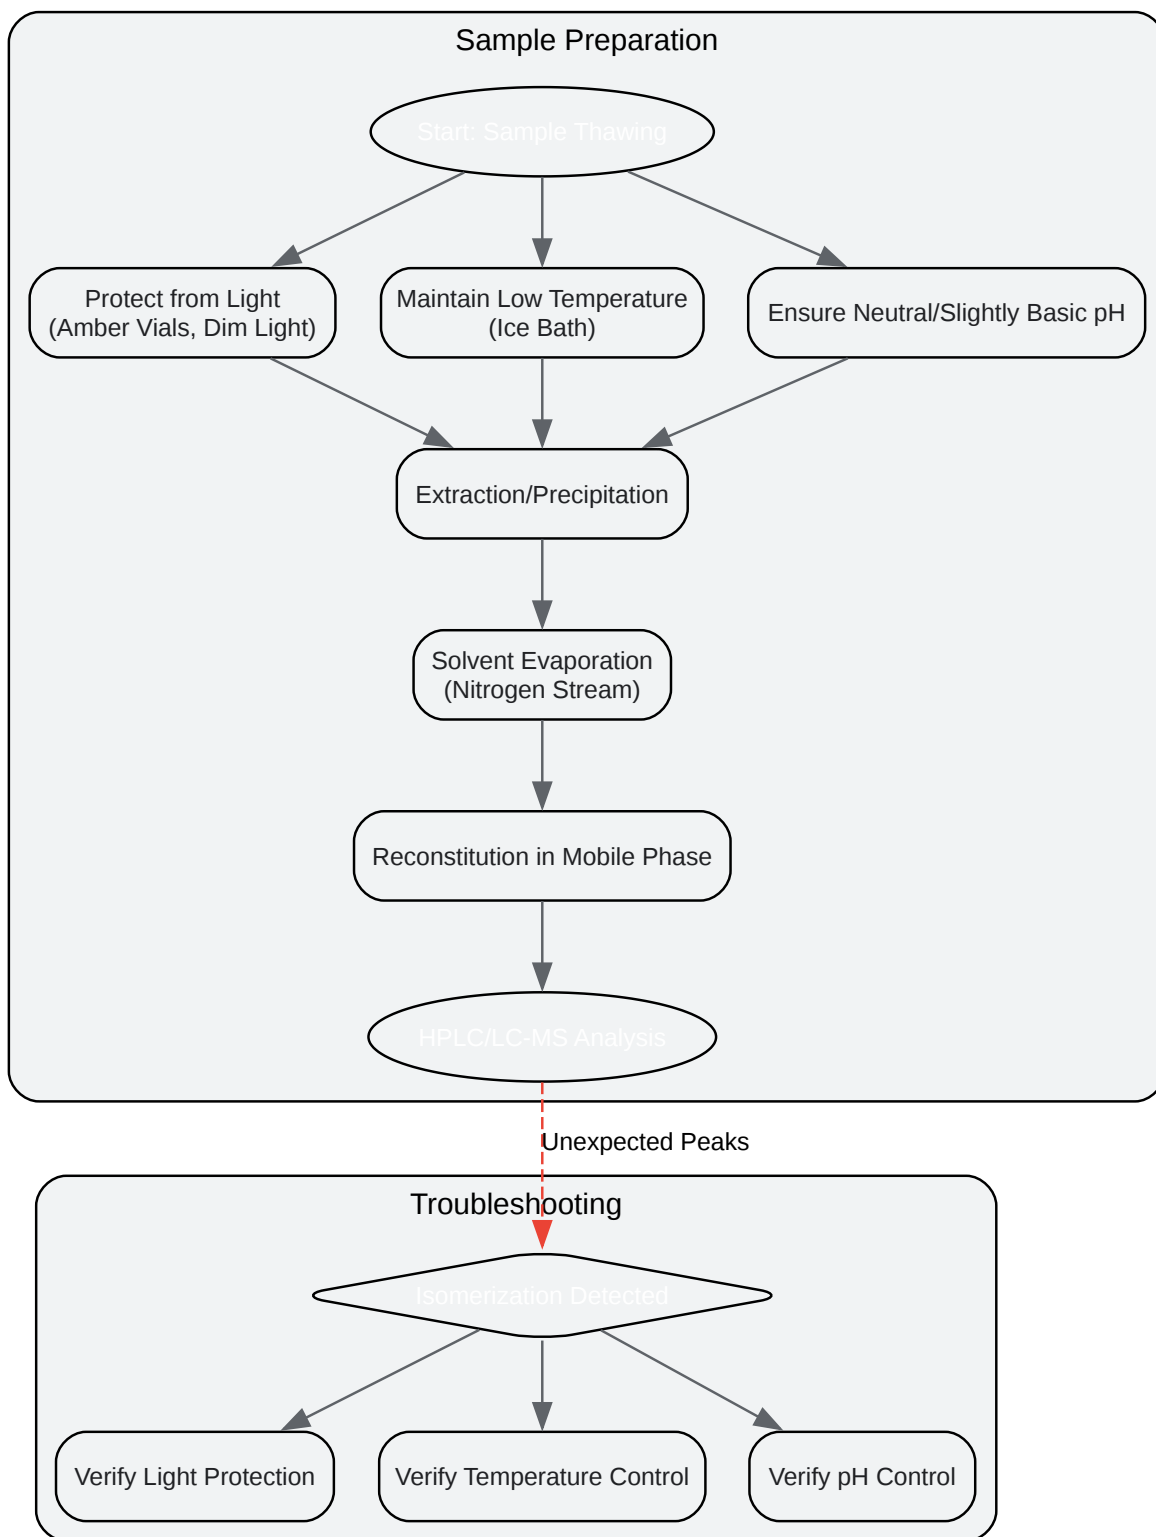 Sample Preparation
Start: Sample Thawing
Protect from Light
(Amber Vials, Dim Light)
Maintain Low Temperature
(Ice Bath)
Ensure Neutral/Slightly Basic pH
Extraction/Precipitation
Solvent Evaporation
(Nitrogen Stream)
Reconstitution in Mobile Phase
HPLC/LC-MS Analysis
Unexpected Peaks
Troubleshooting
Isomerization Detected
Verify Light Protection
Verify Temperature Control
Verify pH Control